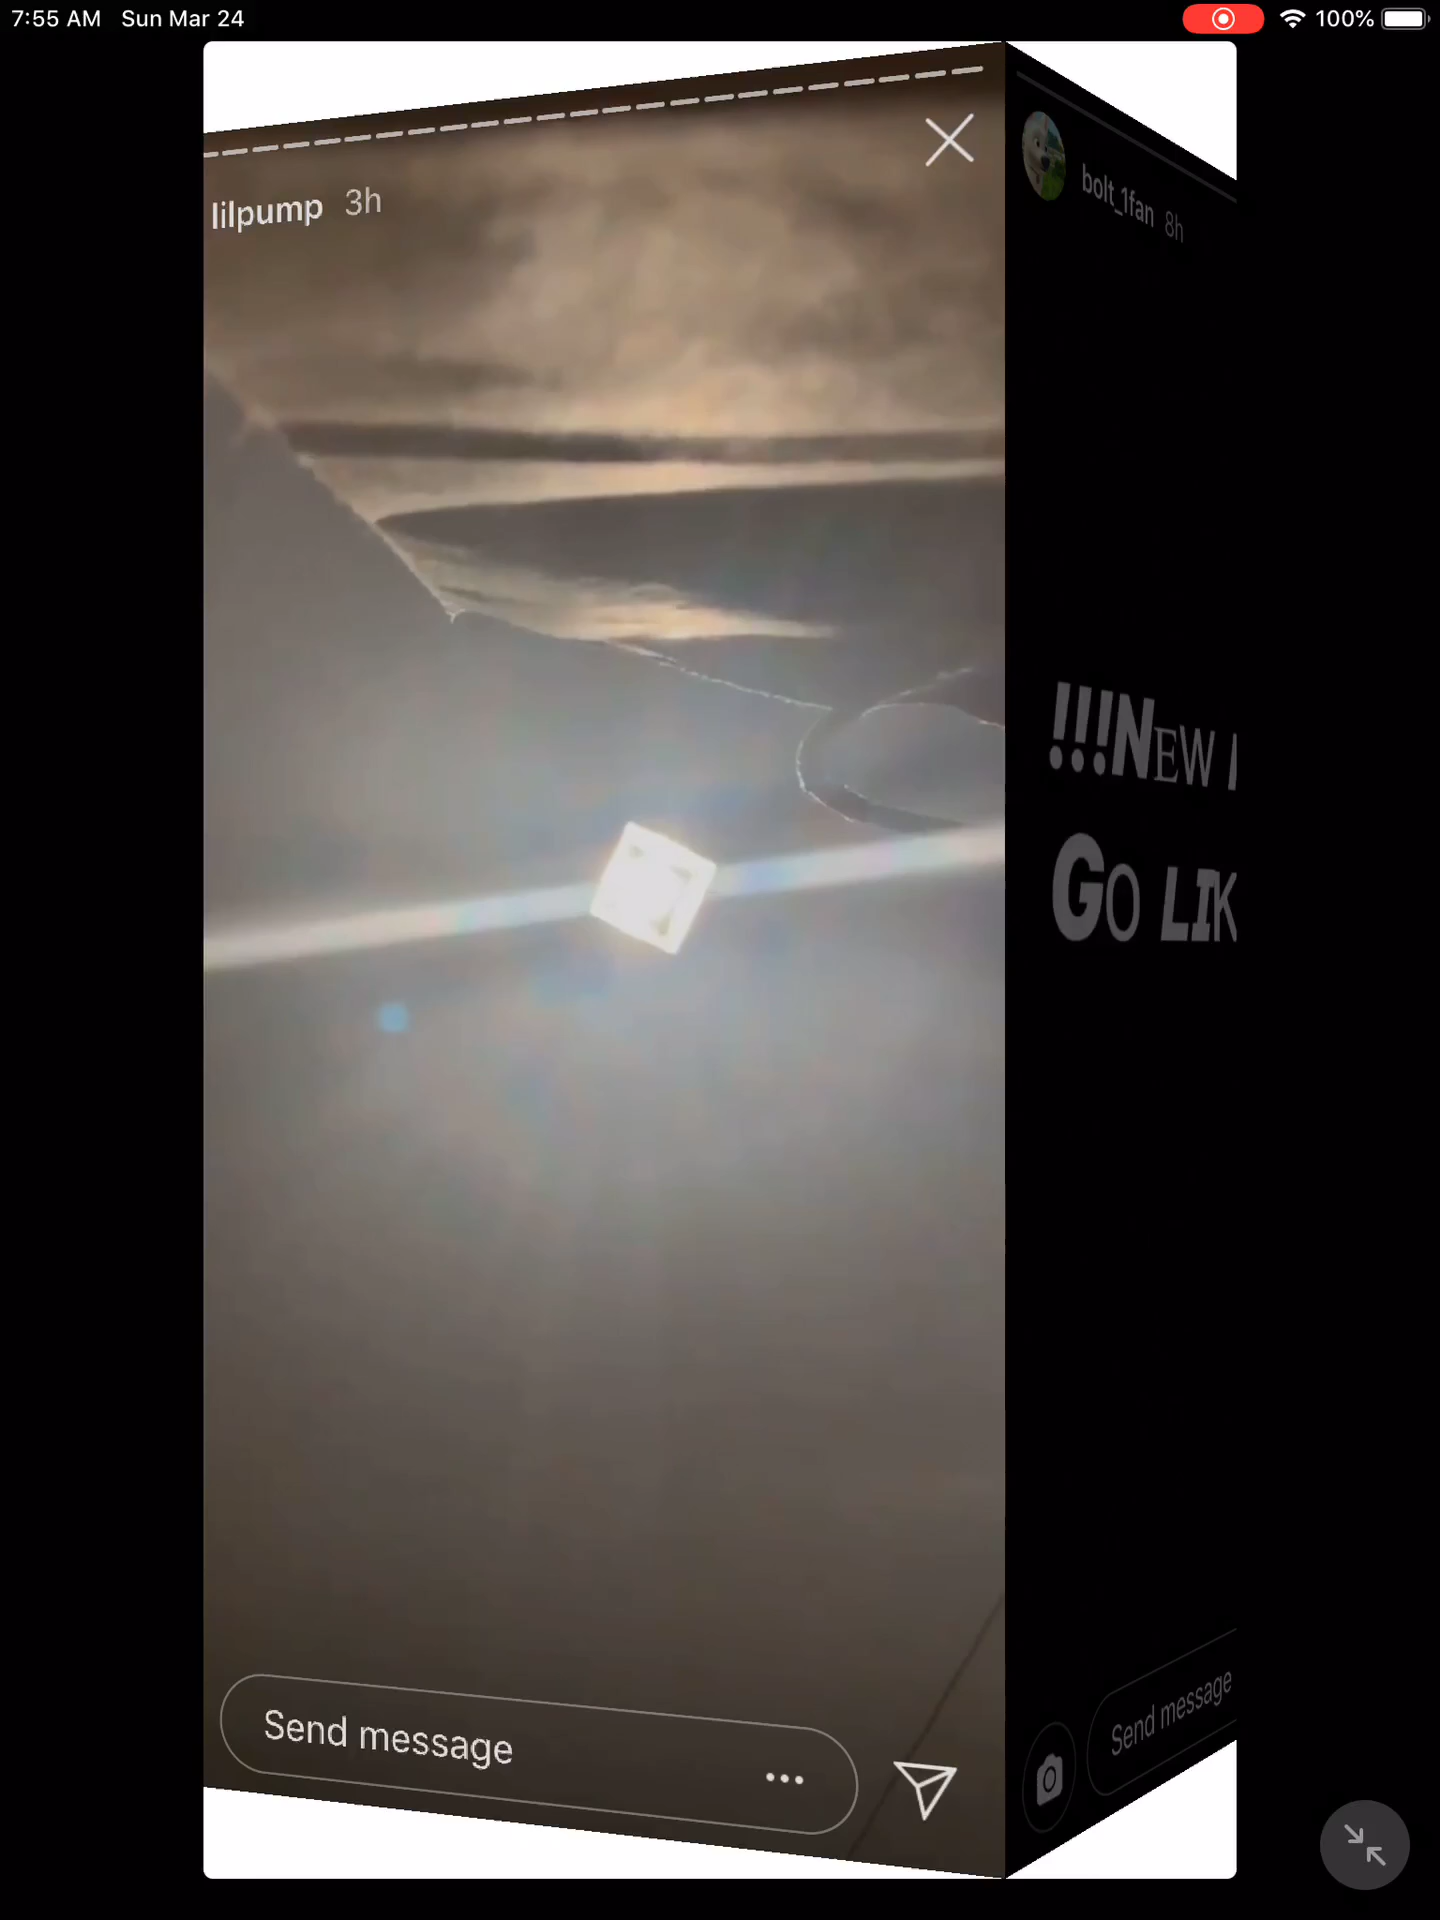 7:55 AM Sun Mar 24
100%
lilpump 3h
bolt_1fan 8h
!!!NEW
GO LIK
Send message
Send message